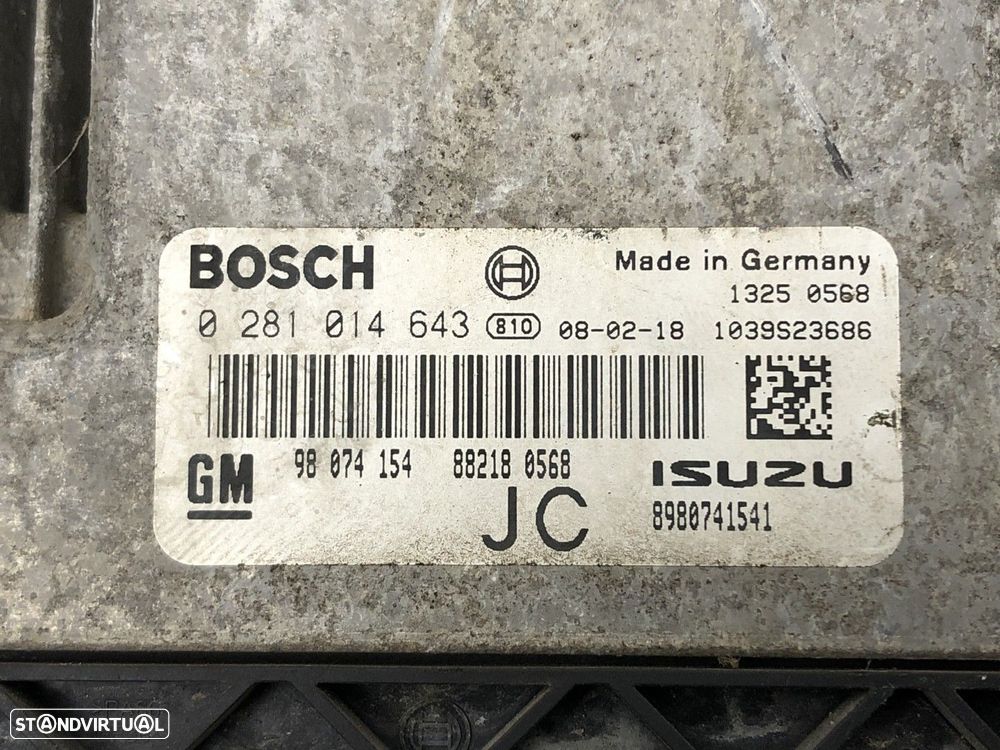 BOSCH
Made in Germany
1325 0568
0 281 014 643 810 08-02-18 1039S23686
GM
98 074 154 88218 0568
ISUZU
JC
8980741541
STANDVIRTUAL